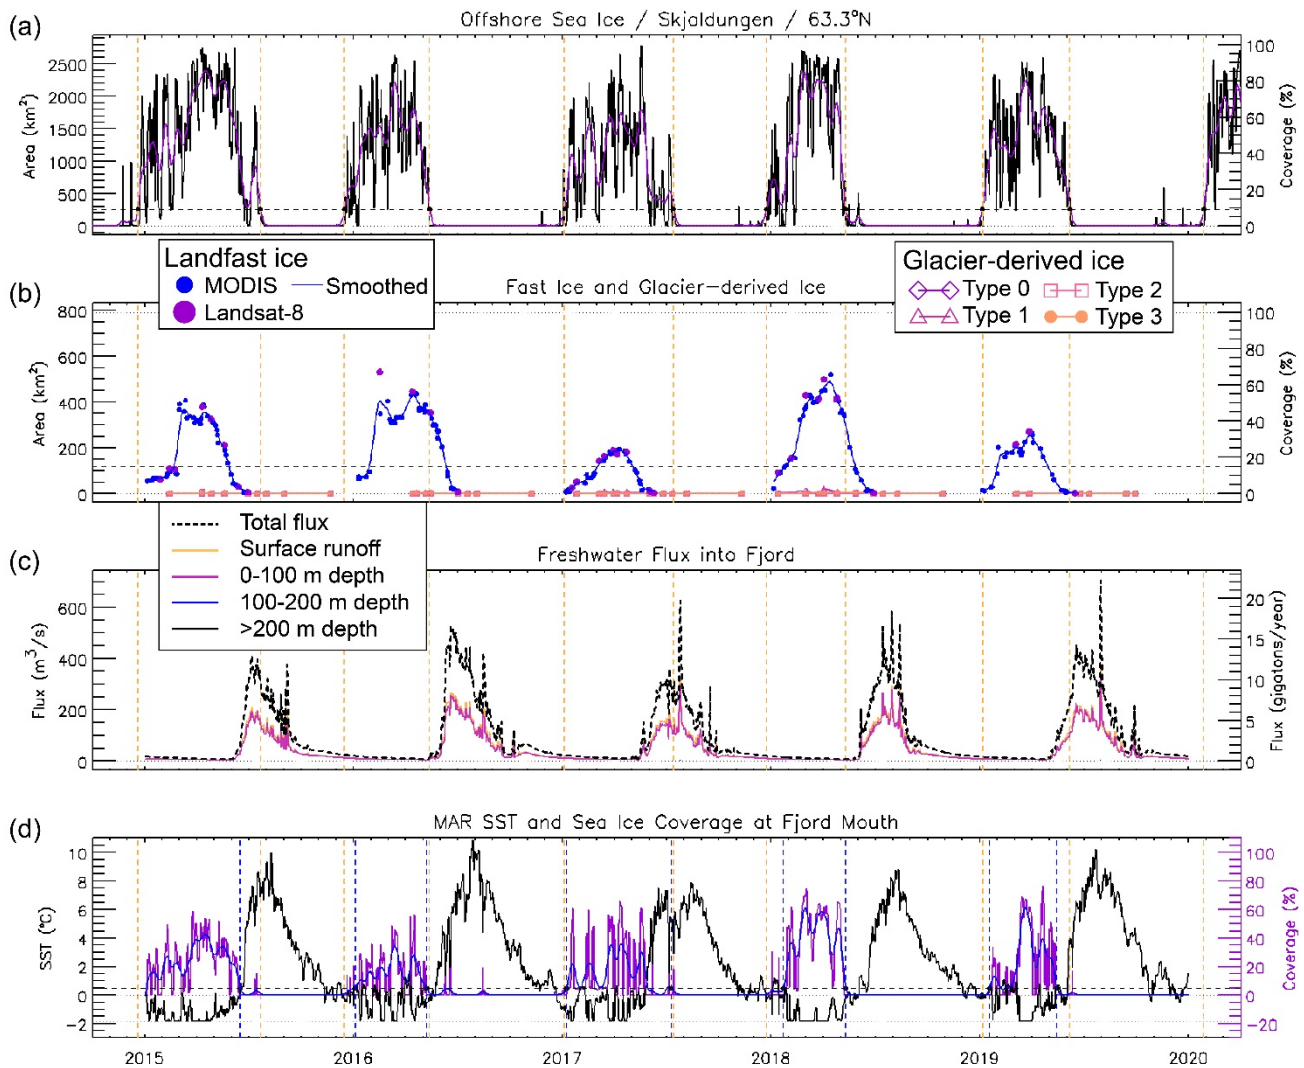 (a)
Offshore Sea Ice / Skjoldungen / 63.3°N
Area (km²)
2500
2000
1500
1000
500
0
100
80
60
40
20
0
Coverage (%)
Landfast ice
MODIS
Smoothed
Landsat-8
Glacier-derived ice
Type 0
Type 2
Type 1
Type 3
(b)
Fast Ice and Glacier-derived Ice
Area (km²)
800
600
400
200
0
100
80
60
40
20
0
Coverage (%)
Total flux
Surface runoff
0-100 m depth
100-200 m depth
>200 m depth
(c)
Freshwater Flux into Fjord
Flux (m³/s)
600
400
200
0
20
15
10
5
0
Flux (gigatons/year)
(d)
MAR SST and Sea Ice Coverage at Fjord Mouth
SST (°C)
10
8
6
4
2
0
-2
100
80
60
40
20
0
-20
Coverage (%)
2015
2016
2017
2018
2019
2020